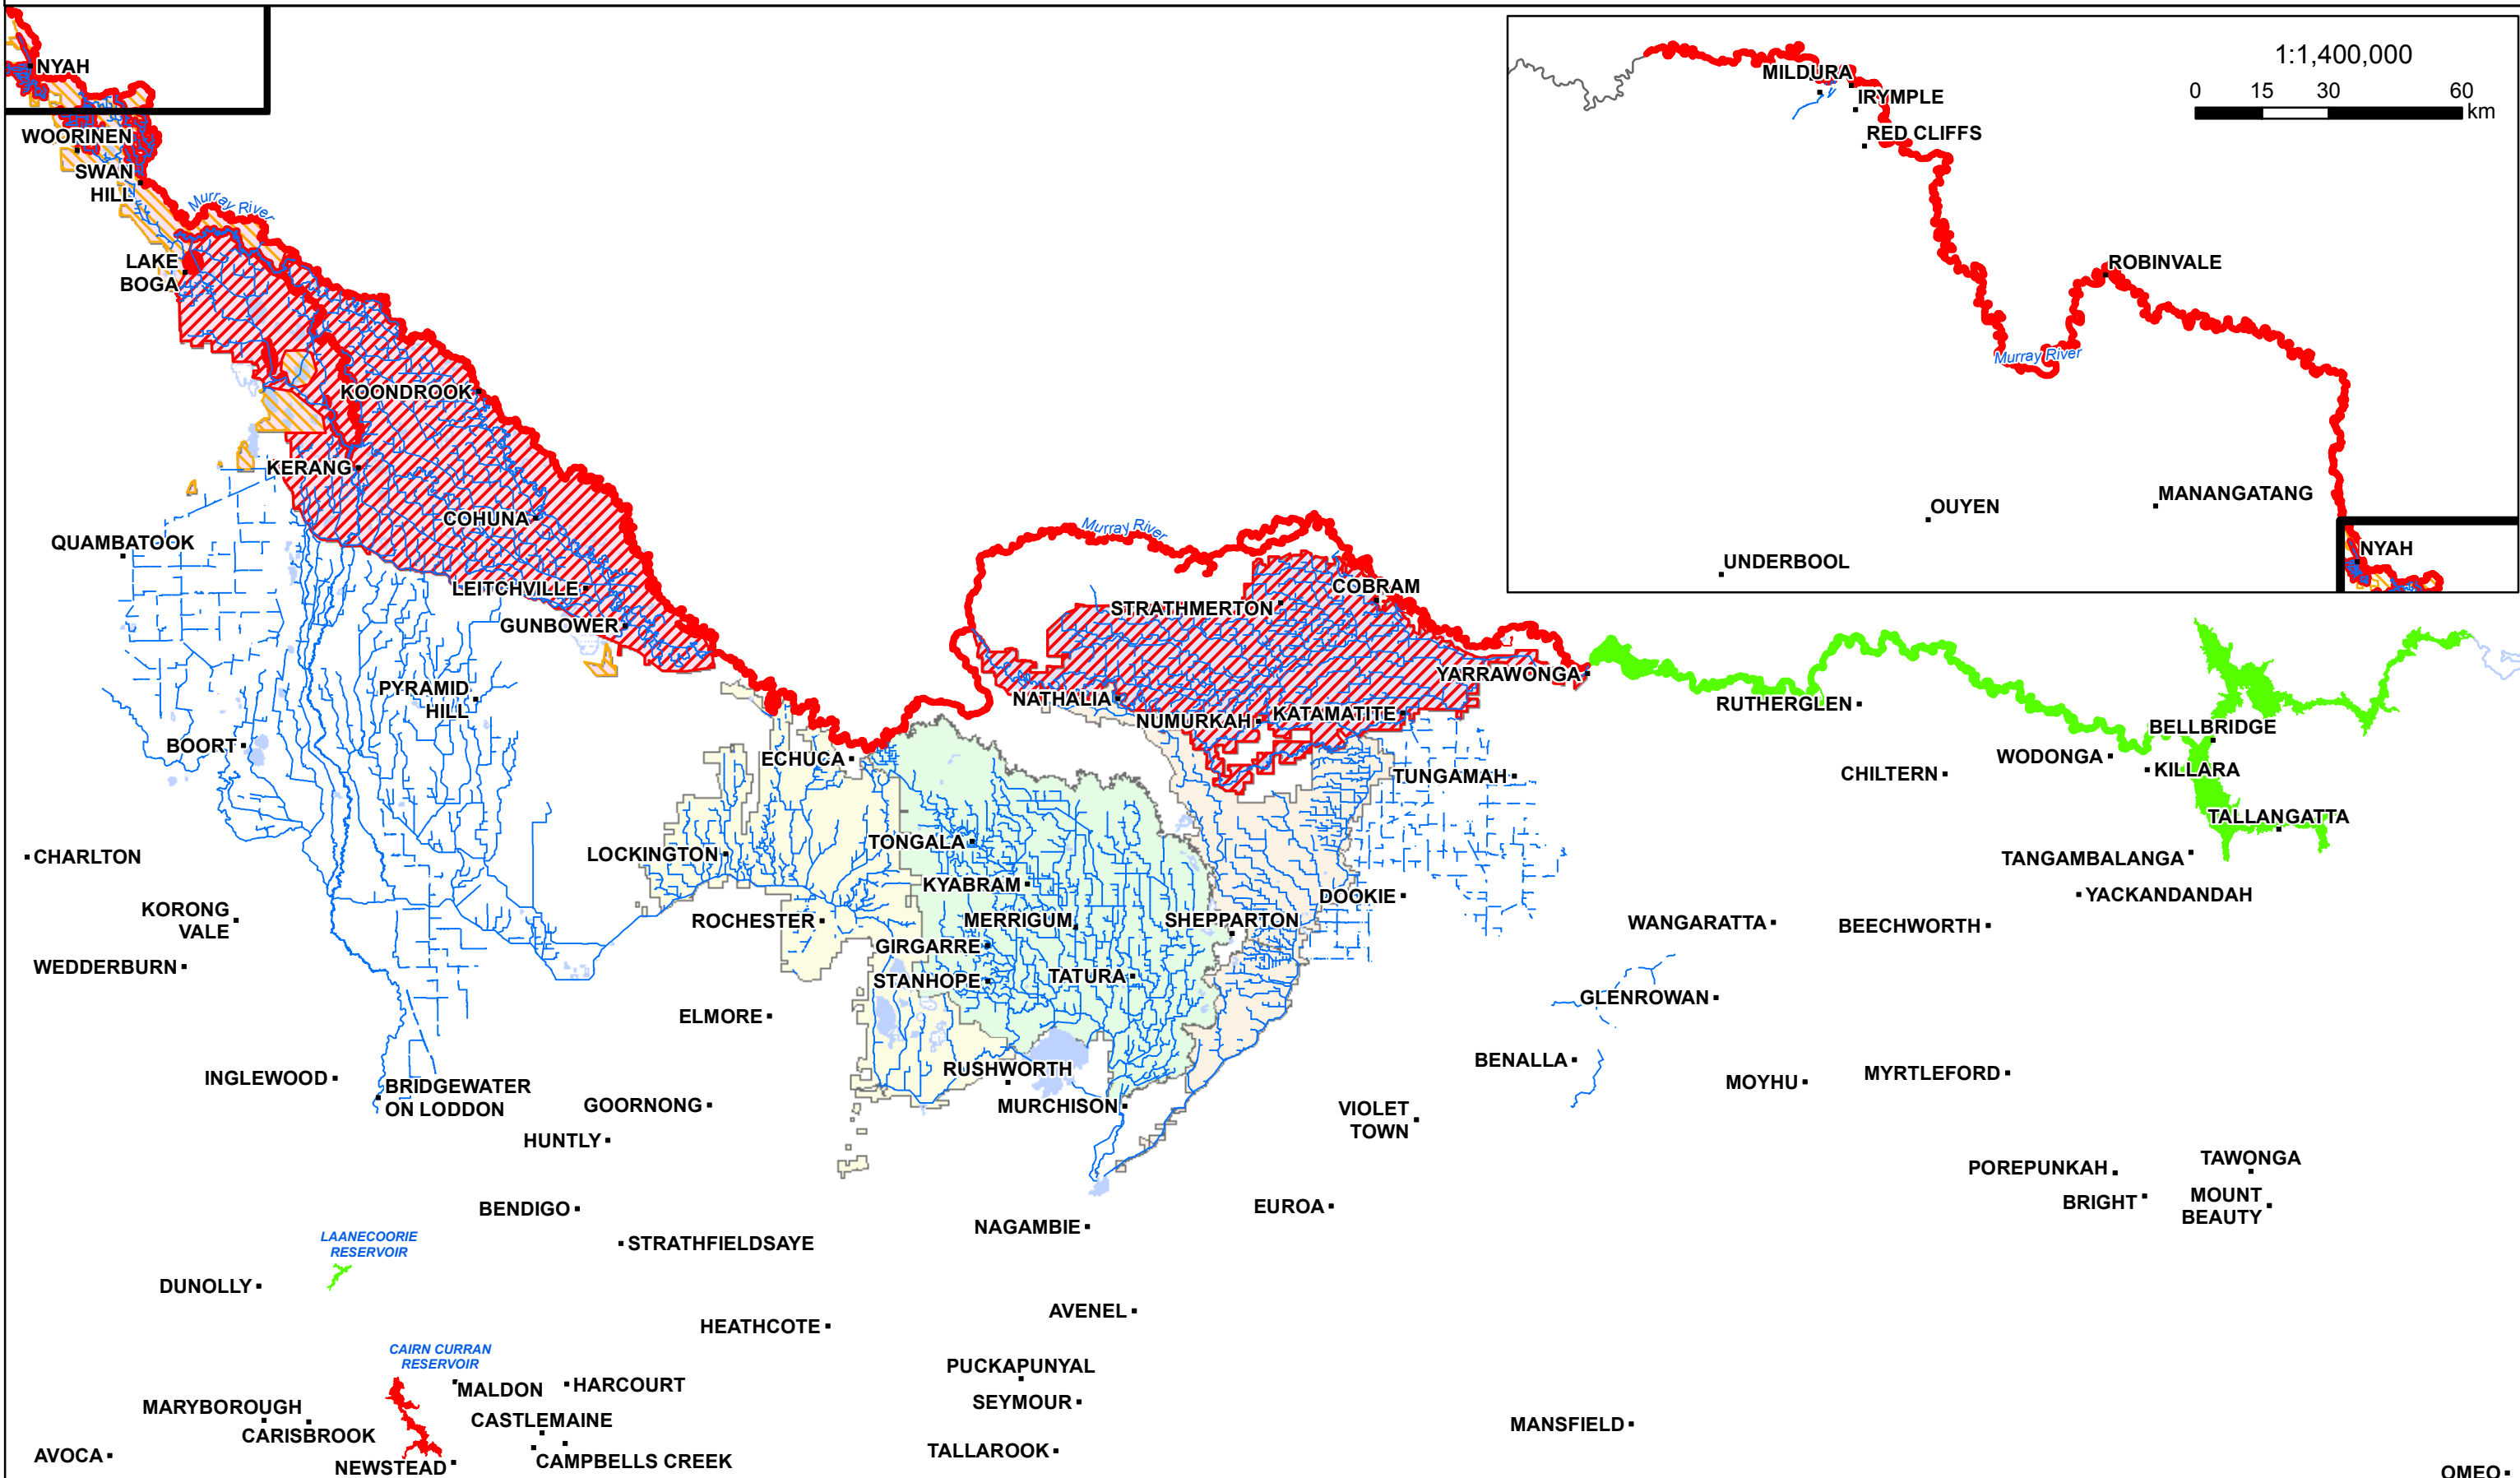 NYAH
WOORINEN
SWAN
HILL
Murray River
LAKE
BOGA
KOONDROOK
KERANG
COHUNA
QUAMBATOOK
LEITCHVILLE
GUNBOWER
PYRAMID
HILL
BOORT
ECHUCA
CHARLTON
LOCKINGTON
KORONG
VALE
ROCHESTER
WEDDERBURN
ELMORE
INGLEWOOD
BRIDGEWATER
ON LODDON
GOORNONG
HUNTLY
BENDIGO
LAANECOORIE
RESERVOIR
STRATHFIELDSAYE
DUNOLLY
HEATHCOTE
CAIRN CURRAN
RESERVOIR
MALDON
HARCOURT
MARYBOROUGH
CARISBROOK
CASTLEMAINE
AVOCA
NEWSTEAD
CAMPBELLS CREEK
Murray River
STRATHMERTON
COBRAM
NATHALIA
NUMURKAH
KATAMATITE
YARRAWONGA
TUNGAMAH
TONGALA
KYABRAM
MERRIGUM
SHEPPARTON
DOOKIE
GIRGARRE
STANHOPE
TATURA
RUSHWORTH
MURCHISON
NAGAMBIE
AVENEL
PUCKAPUNYAL
SEYMOUR
TALLAROOK
VIOLET
TOWN
EUROA
MANSFIELD
BENALLA
GLENROWAN
WANGARATTA
MOYHU
MYRTLEFORD
BEECHWORTH
YACKANDANDAH
TANGAMBALANGA
TALLANGATTA
KILLARA
BELLBRIDGE
WODONGA
CHILTERN
RUTHERGLEN
POREPUNKAH
TAWONGA
BRIGHT
MOUNT
BEAUTY
OMEO
1:1,400,000
0 15 30 60
km
MILDURA
IRYMPLE
RED CLIFFS
ROBINVALE
Murray River
OUYEN
MANANGATANG
UNDERBOOL
NYAH